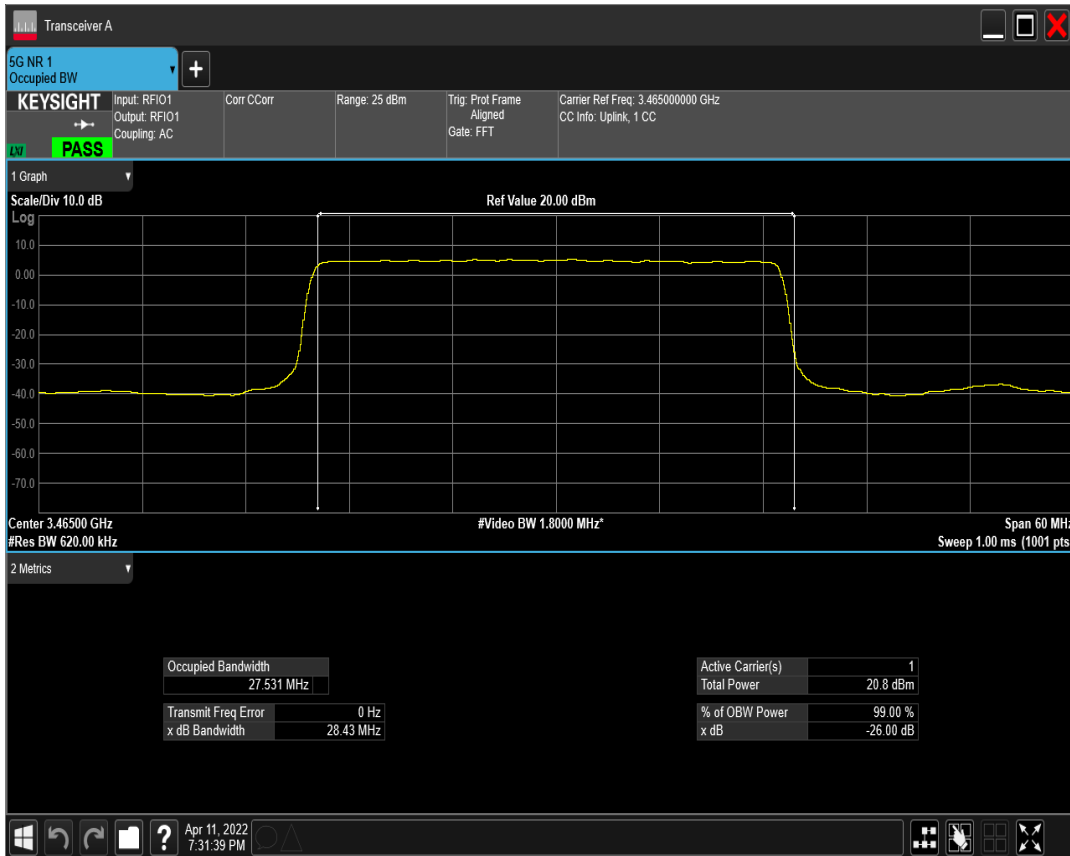 Transceiver A
5G NR 1
Occupied BW
KEYSIGHT
LXI
PASS
Input: RFIO1
Output: RFIO1
Coupling: AC
Corr CCorr
Range: 25 dBm
Trig: Prot Frame
Aligned
Gate: FFT
Carrier Ref Freq: 3.465000000 GHz
CC Info: Uplink, 1 CC
1 Graph
Scale/Div 10.0 dB
Ref Value 20.00 dBm
Log
10.0
0.00
-10.0
-20.0
-30.0
-40.0
-50.0
-60.0
-70.0
Center 3.46500 GHz
#Video BW 1.8000 MHz*
Span 60 MHz
#Res BW 620.00 kHz
Sweep 1.00 ms (1001 pts
2 Metrics
Occupied Bandwidth
27.531 MHz
Transmit Freq Error 0 Hz
x dB Bandwidth 28.43 MHz
Active Carrier(s) 1
Total Power 20.8 dBm
% of OBW Power 99.00 %
x dB -26.00 dB
?
Apr 11, 2022
7:31:39 PM